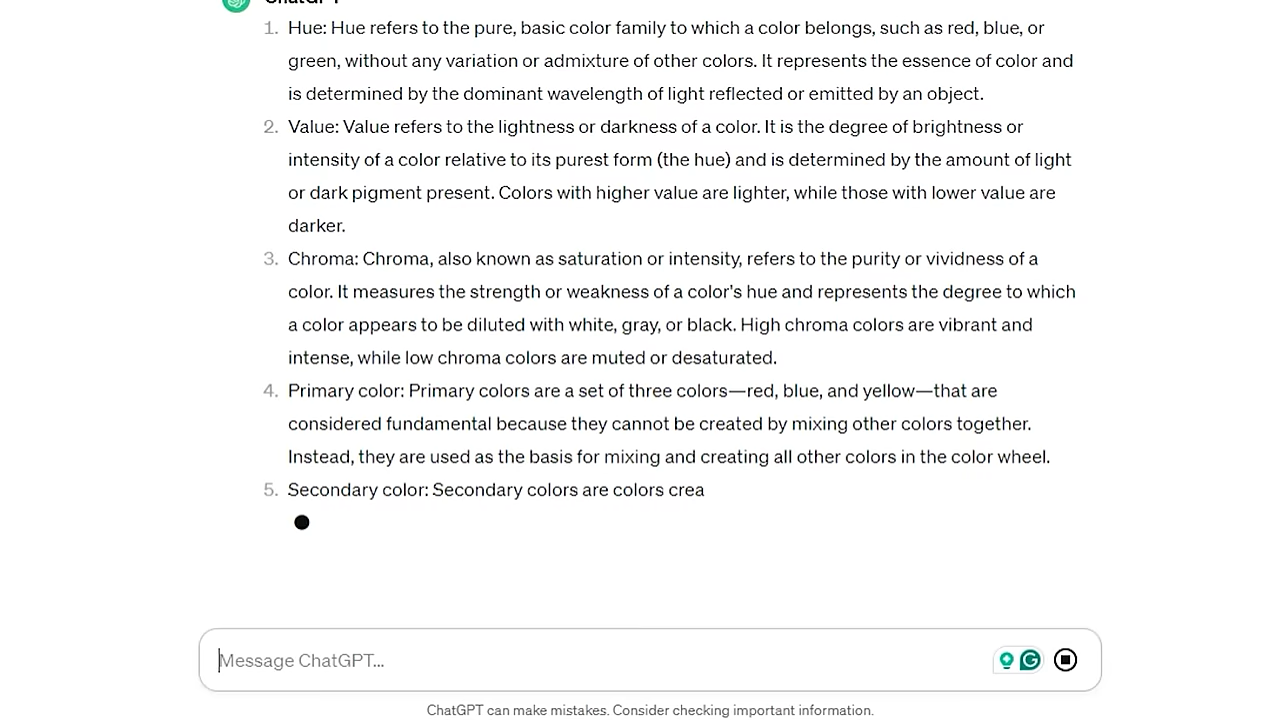 ChatGPT
1. Hue: Hue refers to the pure, basic color family to which a color belongs, such as red, blue, or
green, without any variation or admixture of other colors. It represents the essence of color and
is determined by the dominant wavelength of light reflected or emitted by an object.
2. Value: Value refers to the lightness or darkness of a color. It is the degree of brightness or
intensity of a color relative to its purest form (the hue) and is determined by the amount of light
or dark pigment present. Colors with higher value are lighter, while those with lower value are
darker.
3. Chroma: Chroma, also known as saturation or intensity, refers to the purity or vividness of a
color. It measures the strength or weakness of a color's hue and represents the degree to which
a color appears to be diluted with white, gray, or black. High chroma colors are vibrant and
intense, while low chroma colors are muted or desaturated.
4. Primary color: Primary colors are a set of three colors—red, blue, and yellow—that are
considered fundamental because they cannot be created by mixing other colors together.
Instead, they are used as the basis for mixing and creating all other colors in the color wheel.
5. Secondary color: Secondary colors are colors crea
Message ChatGPT...
ChatGPT can make mistakes. Consider checking important information.